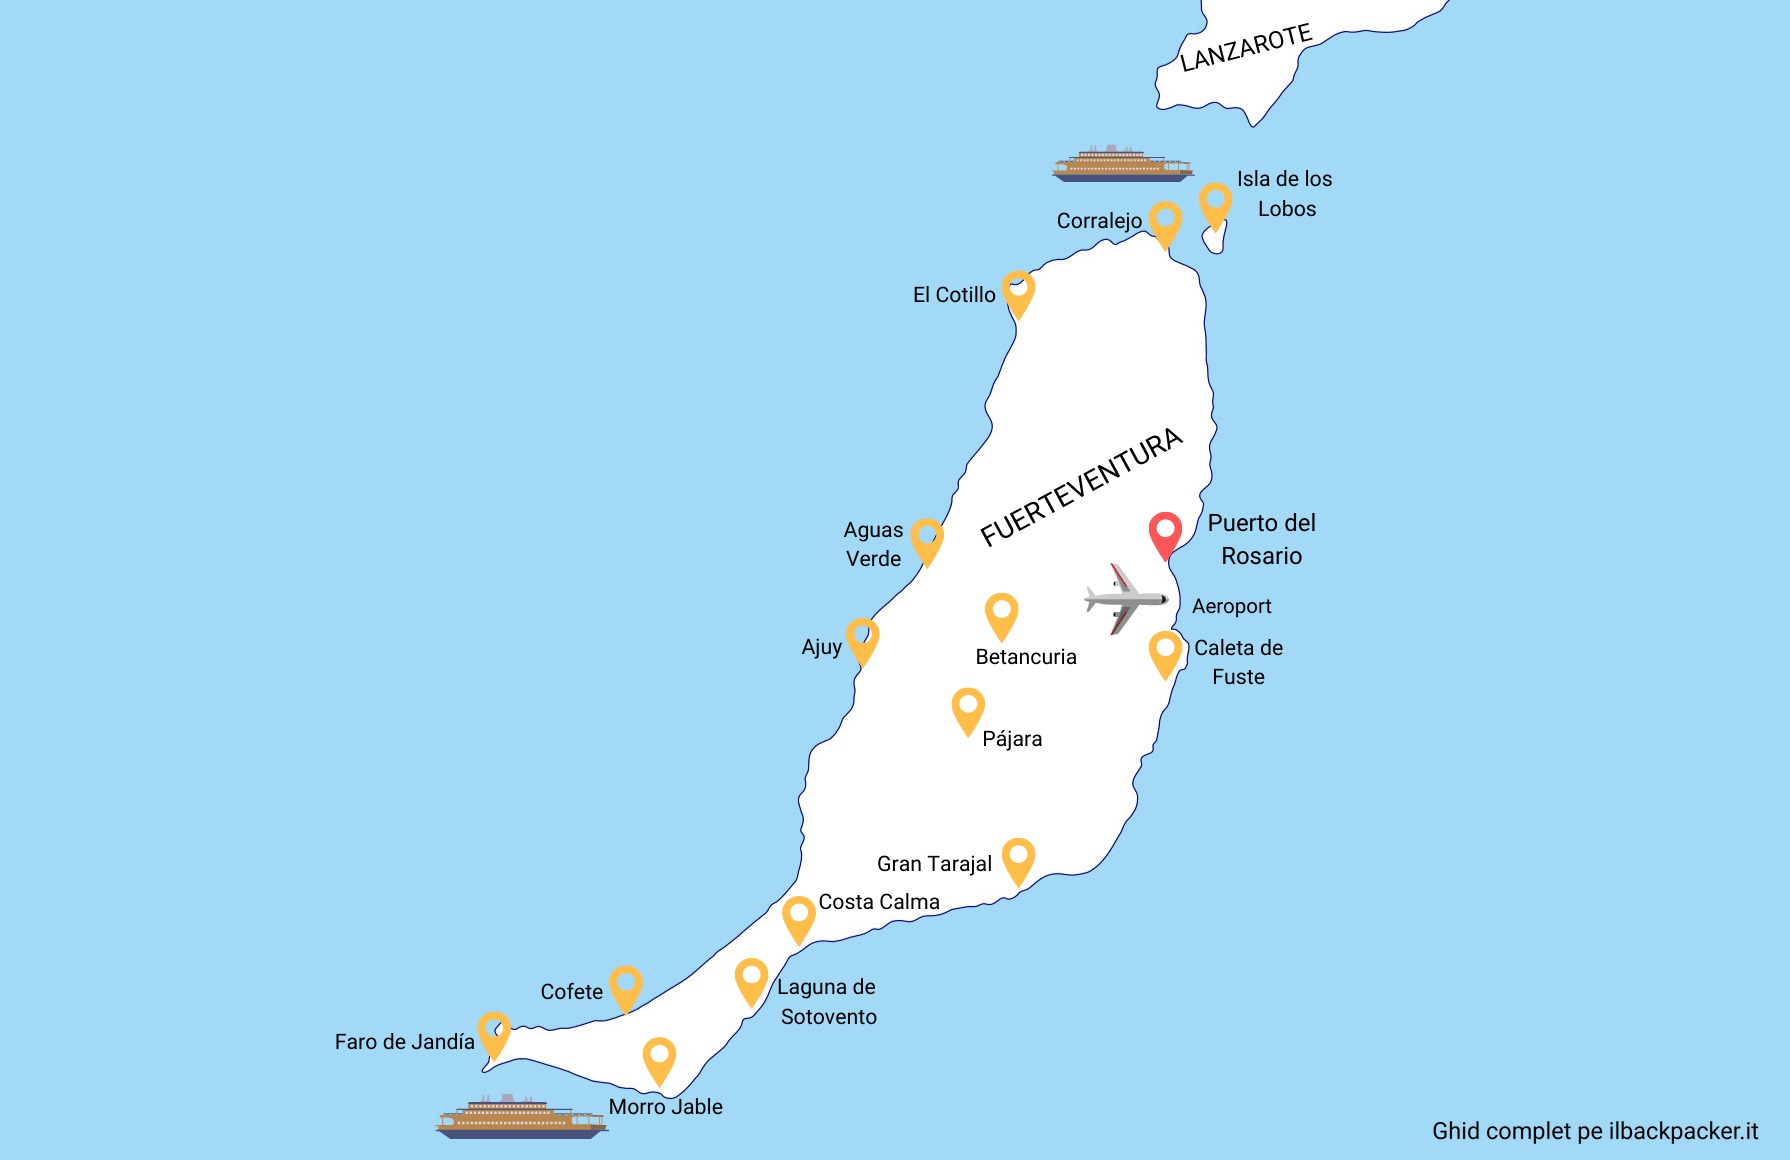 LANZAROTE
Isla de los
Lobos
Corralejo
El Cotillo
FUERTEVENTURA
Aguas
Verde
Puerto del
Rosario
Aeroport
Ajuy
Betancuria
Caleta de
Fuste
Pájara
Gran Tarajal
Costa Calma
Cofete
Laguna de
Sotovento
Faro de Jandía
Morro Jable
Ghid complet pe ilbackpacker.it